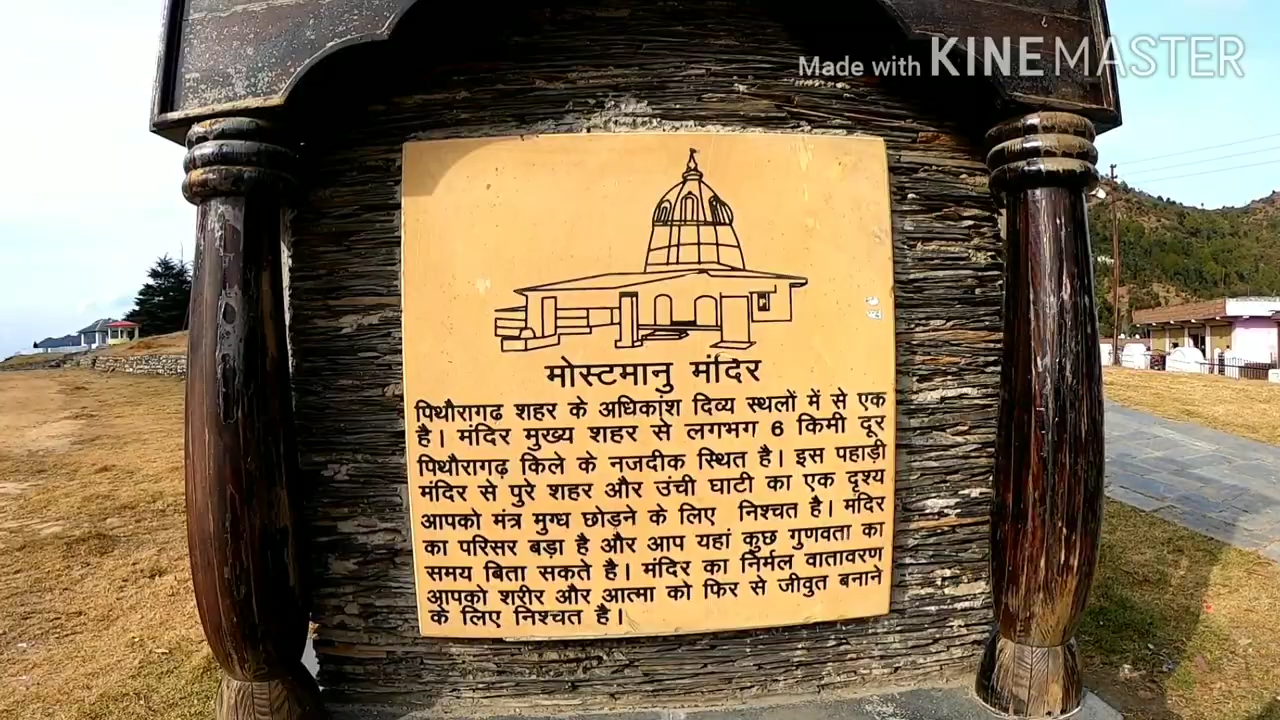 Made with KINEMASTER
मोस्टमानु मंदिर
पिथौरागढ़ शहर के अधिकांश दिव्य स्थलों में से एक
है। मंदिर मुख्य शहर से लगभग 6 किमी दूर
पिथौरागढ़ किले के नजदीक स्थित है। इस पहाड़ी
मंदिर से पुरे शहर और उंची घाटी का एक दृश्य
आपको मंत्र मुग्ध छोड़ने के लिए निश्चत है। मंदिर
का परिसर बड़ा है और आप यहां कुछ गुणवता का
समय बिता सकते है। मंदिर का निर्मल वातावरण
आपको शरीर और आत्मा को फिर से जीवुत बनाने
के लिए निश्चत है।